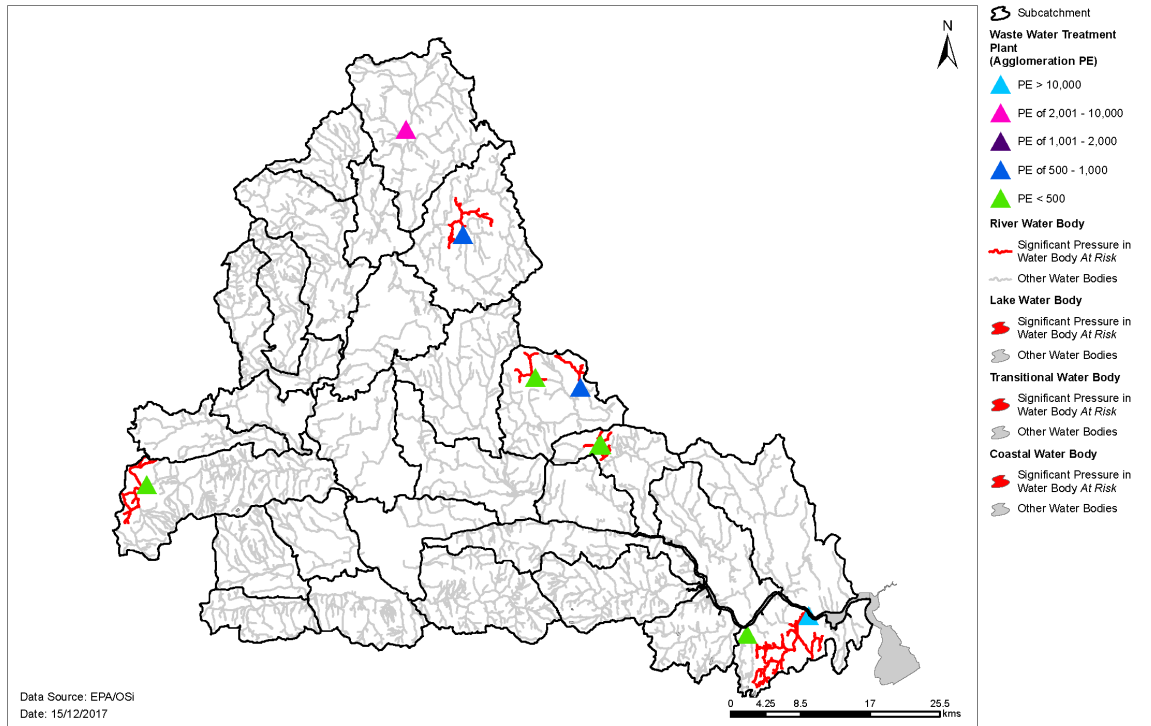 N
Subcatchment
Waste Water Treatment
Plant
(Agglomeration PE)
PE > 10,000
PE of 2,001 - 10,000
PE of 1,001 - 2,000
PE of 500 - 1,000
PE < 500
River Water Body
Significant Pressure in
Water Body At Risk
Other Water Bodies
Lake Water Body
Significant Pressure in
Water Body At Risk
Other Water Bodies
Transitional Water Body
Significant Pressure in
Water Body At Risk
Other Water Bodies
Coastal Water Body
Significant Pressure in
Water Body At Risk
Other Water Bodies
Data Source: EPA/OSi
Date: 15/12/2017
0 4.25 8.5 17 25.5
kms